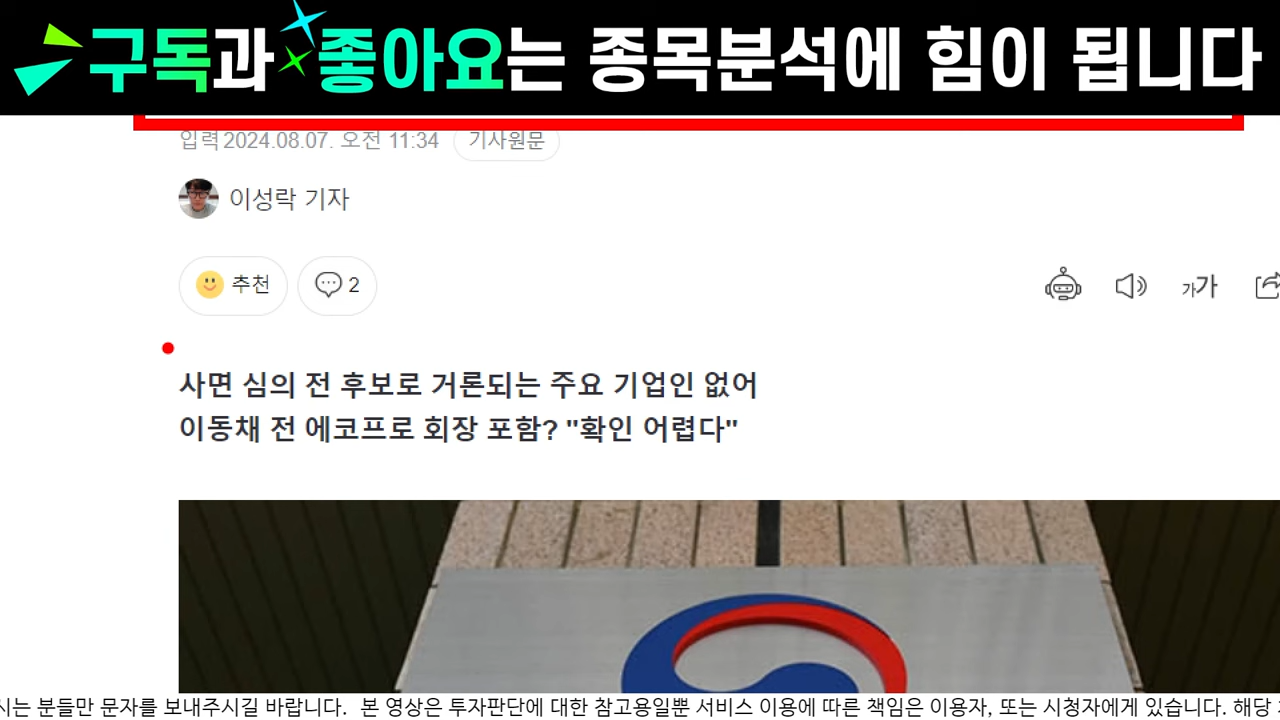 구독과 좋아요는 종목분석에 힘이 됩니다
입력 2024.08.07. 오전 11:34 기사원문
이성락 기자
추천 2 가가
사면 심의 전 후보로 거론되는 주요 기업인 없어
이동채 전 에코프로 회장 포함? "확인 어렵다"
시는 분들만 문자를 보내주시길 바랍니다. 본 영상은 투자판단에 대한 참고용일뿐 서비스 이용에 따른 책임은 이용자, 또는 시청자에게 있습니다. 해당